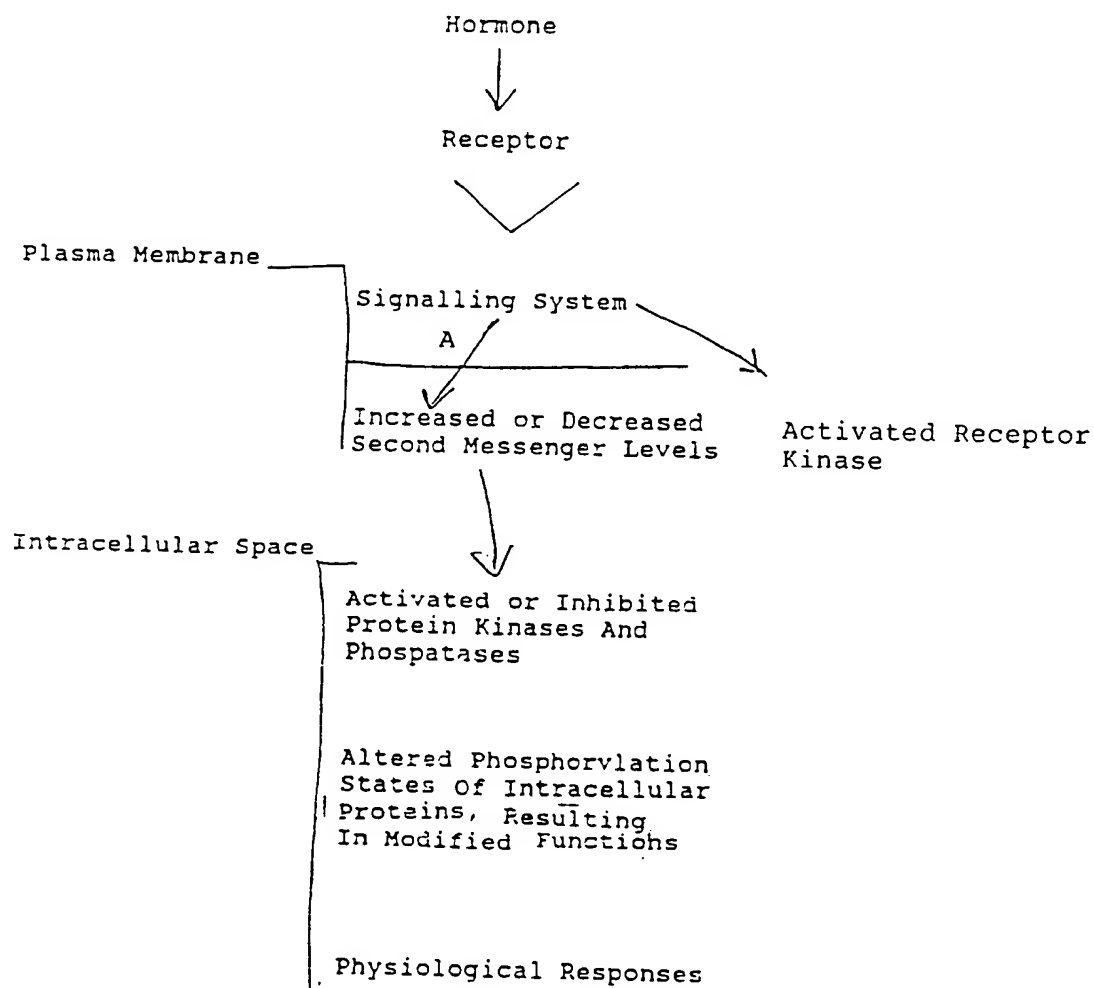 Hormone
Receptor
Plasma Membrane
Signalling System
A
Increased or Decreased
Second Messenger Levels
Activated Receptor
Kinase
Intracellular Space
Activated or Inhibited
Protein Kinases And
Phospatases
Altered Phosphorylation
States Of Intracellular
Proteins, Resulting
In Modified Functions
Physiological Responses